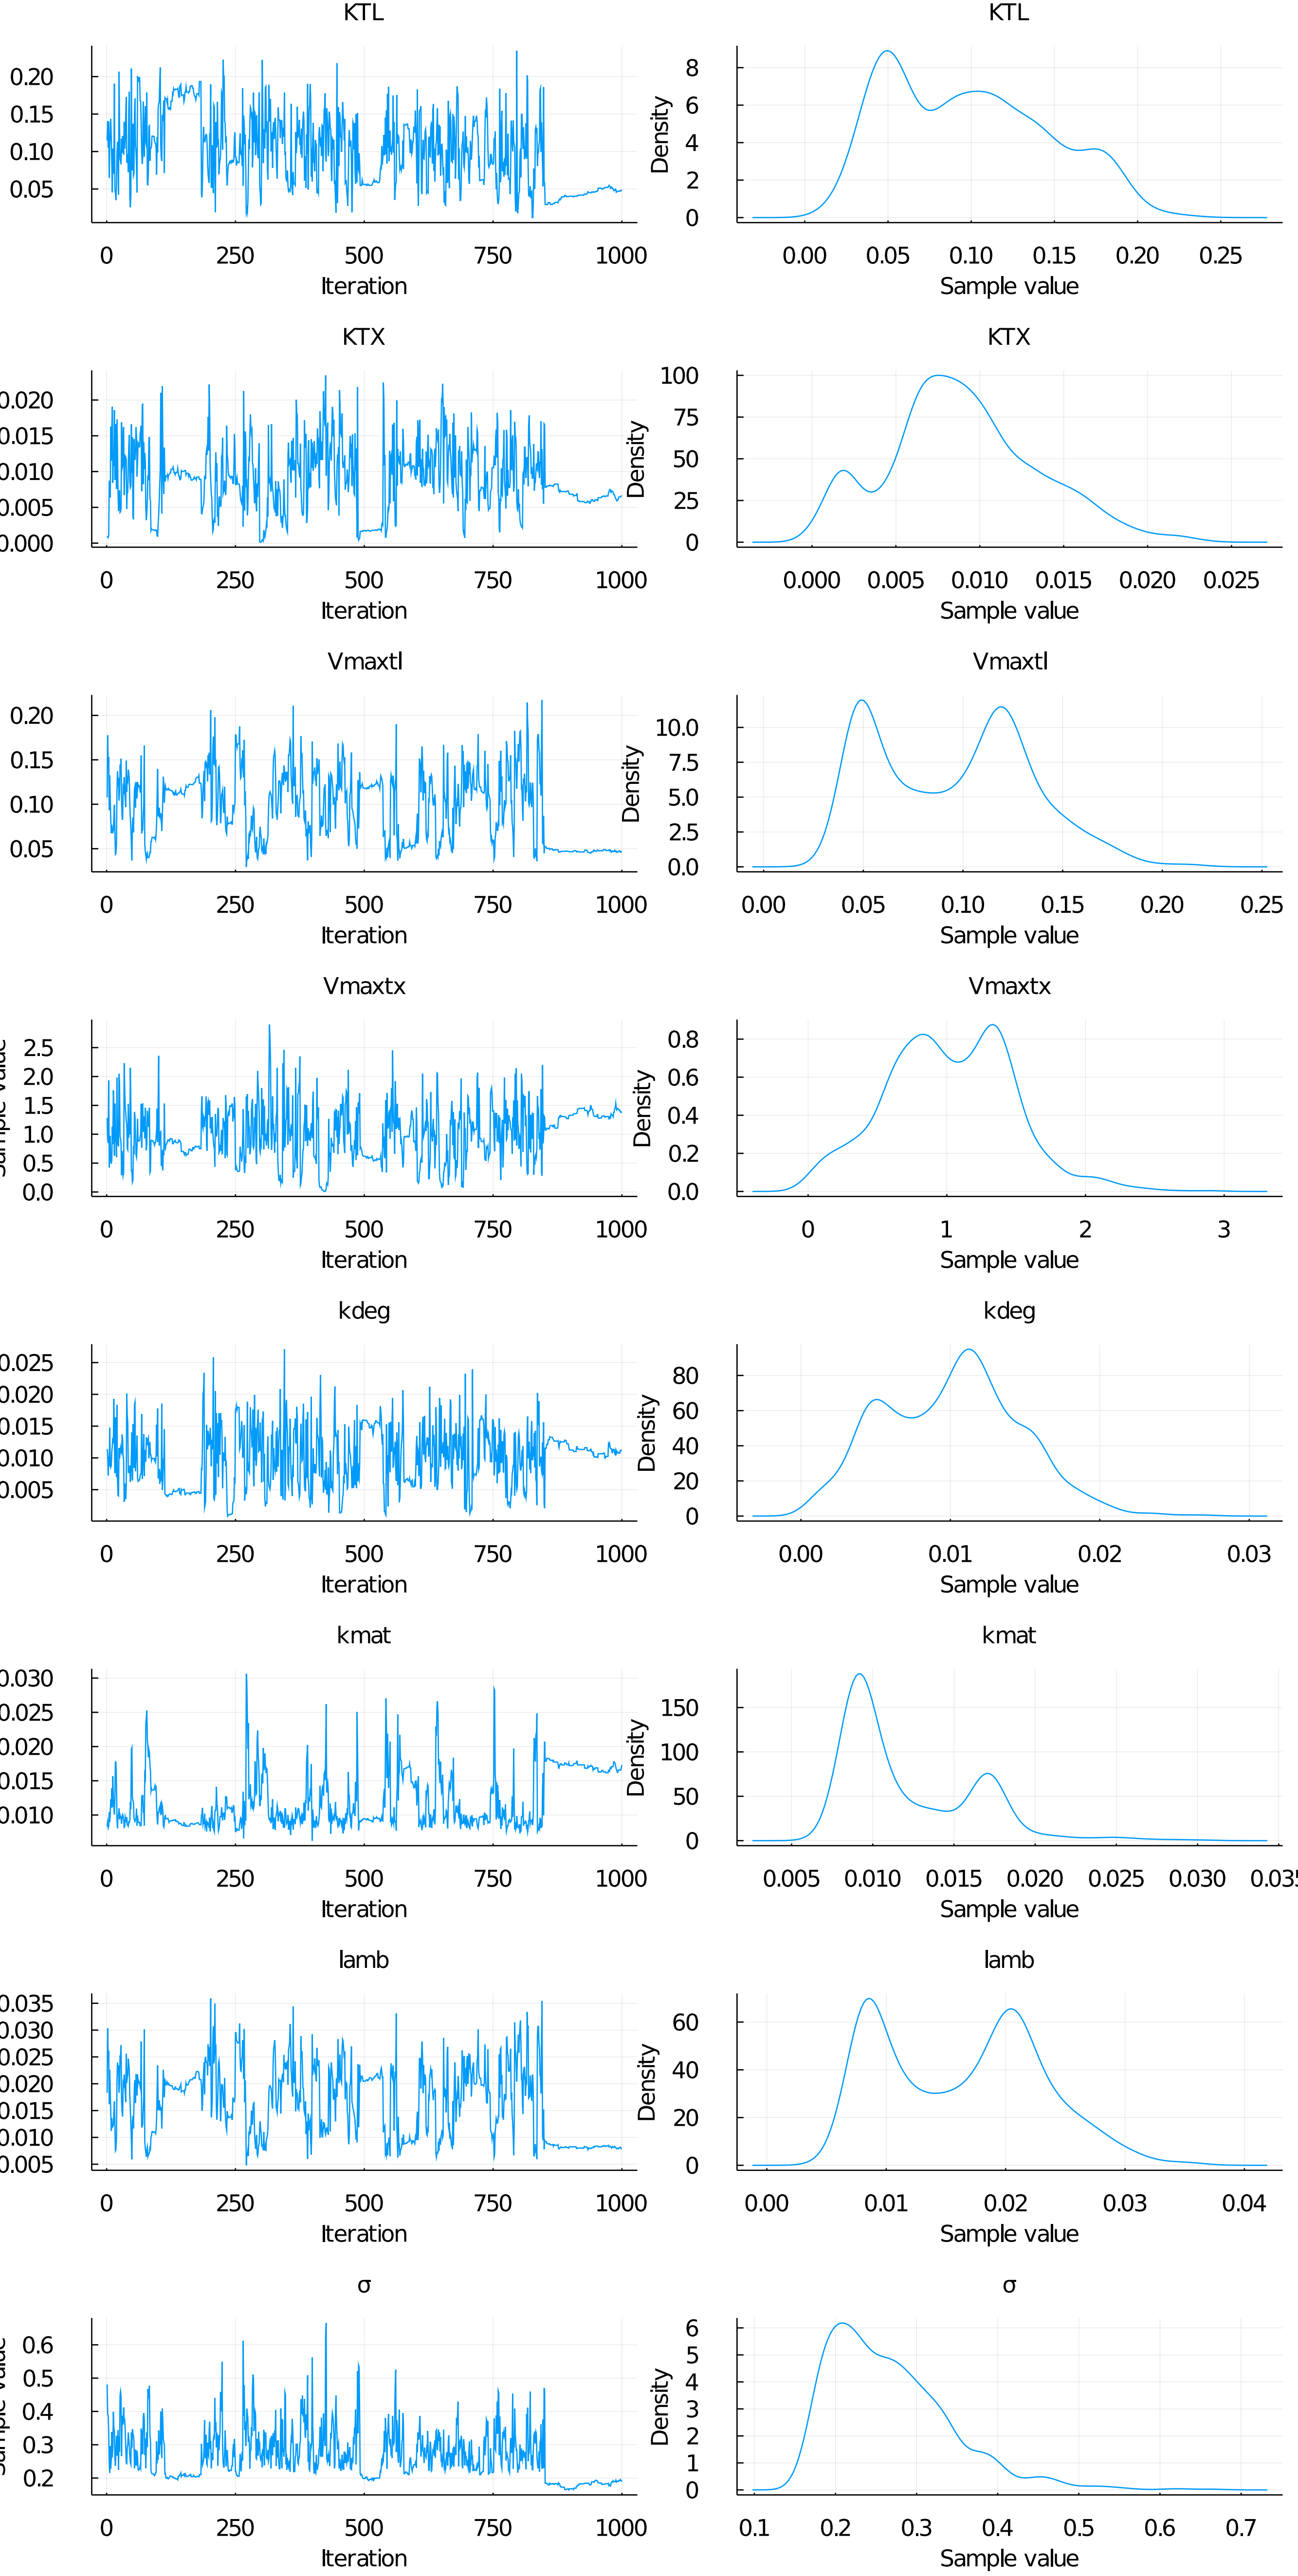 KTL KTL
0.20
0.15
0.10
0.05
0 250 500 750 1000
Iteration
Density
8
6
4
2
0
0.00 0.05 0.10 0.15 0.20 0.25
Sample value
KTX KTX
0.020
0.015
0.010
0.005
0.000
0 250 500 750 1000
Iteration
Density
100
75
50
25
0
0.000 0.005 0.010 0.015 0.020 0.025
Sample value
Vmaxtl Vmaxtl
0.20
0.15
0.10
0.05
0 250 500 750 1000
Iteration
Density
10.0
7.5
5.0
2.5
0.0
0.00 0.05 0.10 0.15 0.20 0.25
Sample value
Vmaxtx Vmaxtx
Sample value
2.5
2.0
1.5
1.0
0.5
0.0
0 250 500 750 1000
Iteration
Density
0.8
0.6
0.4
0.2
0.0
0 1 2 3
Sample value
kdeg kdeg
0.025
0.020
0.015
0.010
0.005
0 250 500 750 1000
Iteration
Density
80
60
40
20
0
0.00 0.01 0.02 0.03
Sample value
kmat kmat
0.030
0.025
0.020
0.015
0.010
0 250 500 750 1000
Iteration
Density
150
100
50
0
0.005 0.010 0.015 0.020 0.025 0.030 0.035
Sample value
lamb lamb
0.035
0.030
0.025
0.020
0.015
0.010
0.005
0 250 500 750 1000
Iteration
Density
60
40
20
0
0.00 0.01 0.02 0.03 0.04
Sample value
σ σ
Sample value
0.6
0.5
0.4
0.3
0.2
0 250 500 750 1000
Iteration
Density
6
5
4
3
2
1
0
0.1 0.2 0.3 0.4 0.5 0.6 0.7
Sample value